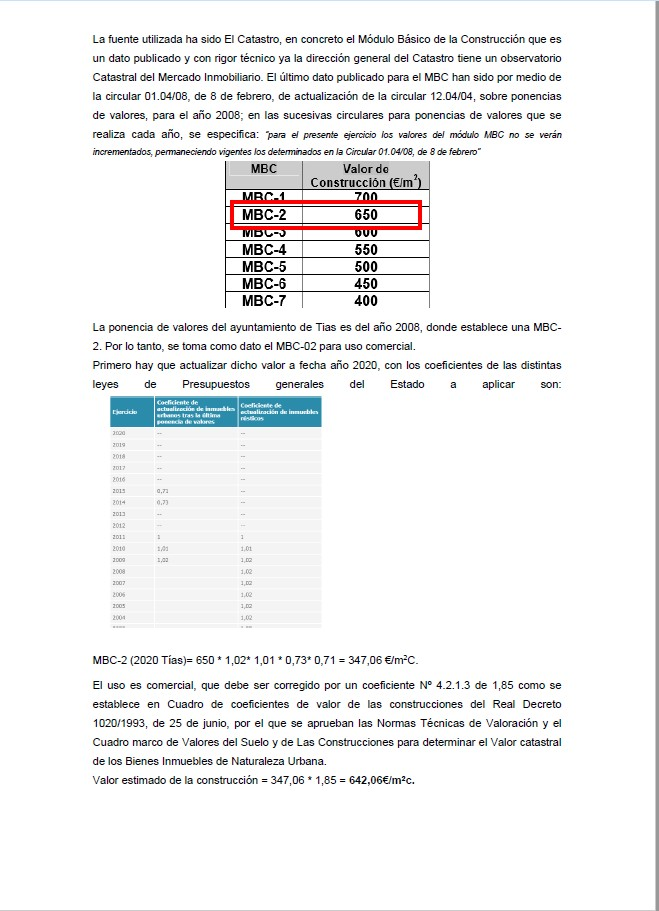 La fuente utilizada ha sido El Catastro, en concreto el Módulo Básico de la Construcción que es
un dato publicado y con rigor técnico ya la dirección general del Catastro tiene un observatorio
Catastral del Mercado Inmobiliario. El último dato publicado para el MBC han sido por medio de
la circular 01.04/08, de 8 de febrero, de actualización de la circular 12.04/04, sobre ponencias
de valores, para el año 2008; en las sucesivas circulares para ponencias de valores que se
realiza cada año, se especifica: "para el presente ejercicio los valores del módulo MBC no se verán
incrementados, permaneciendo vigentes los determinados en la Circular 01.04/08, de 8 de febrero"
MBC Valor de
Construcción (€/m²)
MBC-1 700
MBC-2 650
MBC-3 600
MBC-4 550
MBC-5 500
MBC-6 450
MBC-7 400
La ponencia de valores del ayuntamiento de Tias es del año 2008, donde establece una MBC-
2. Por lo tanto, se toma como dato el MBC-02 para uso comercial.
Primero hay que actualizar dicho valor a fecha año 2020, con los coeficientes de las distintas
leyes de Presupuestos generales del Estado a aplicar son:
Ejercicio Coeficiente de actualización de inmuebles urbanos tras la última ponencia de valores Coeficiente de actualización de inmuebles rústicos
2020 -- --
2019 -- --
2018 -- --
2017 -- --
2016 -- --
2015 0,71 --
2014 0,73 --
2013 -- --
2012 -- --
2011 1 1
2010 1,01 1,01
2009 1,02 1,02
2008 1,02
2007 1,02
2006 1,02
2005 1,02
2004 1,02
MBC-2 (2020 Tías)= 650 * 1,02* 1,01 * 0,73* 0,71 = 347,06 €/m²C.
El uso es comercial, que debe ser corregido por un coeficiente Nº 4.2.1.3 de 1,85 como se
establece en Cuadro de coeficientes de valor de las construcciones del Real Decreto
1020/1993, de 25 de junio, por el que se aprueban las Normas Técnicas de Valoración y el
Cuadro marco de Valores del Suelo y de Las Construcciones para determinar el Valor catastral
de los Bienes Inmuebles de Naturaleza Urbana.
Valor estimado de la construcción = 347,06 * 1,85 = 642,06€/m²c.